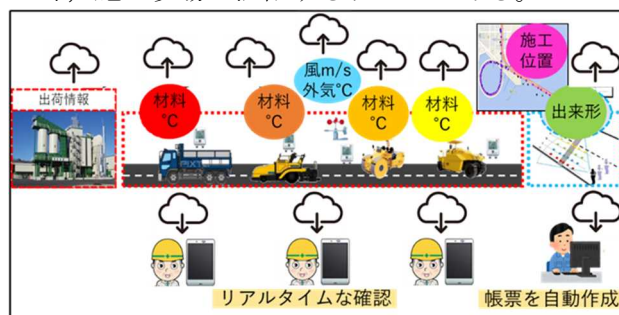 風m/s
外気℃
施工
位置
出荷情報
材料
℃
材料
℃
材料
℃
材料
℃
出来形
リアルタイムな確認
帳票を自動作成